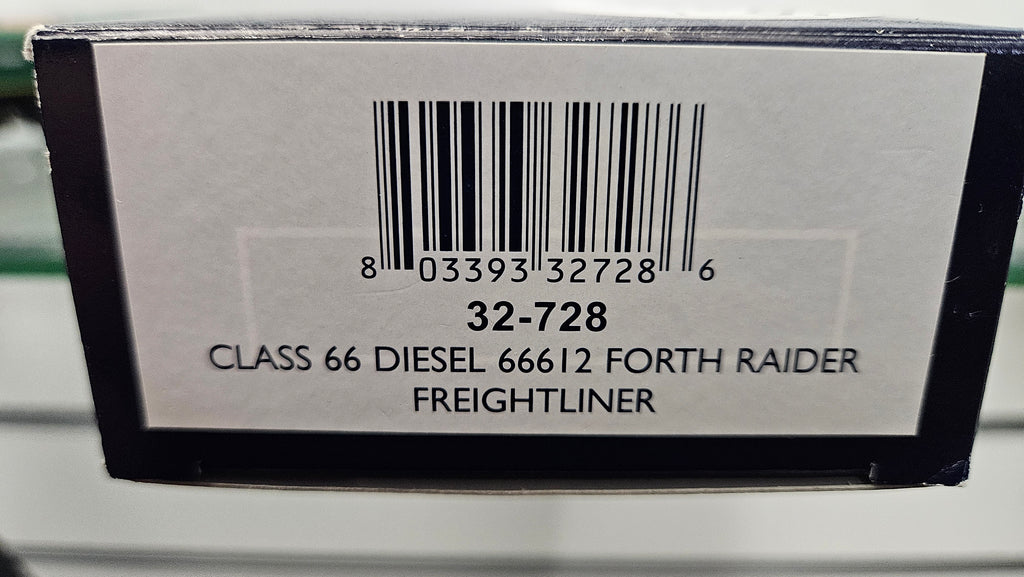 8 03393 32728 6
32-728
CLASS 66 DIESEL 66612 FORTH RAIDER
FREIGHTLINER